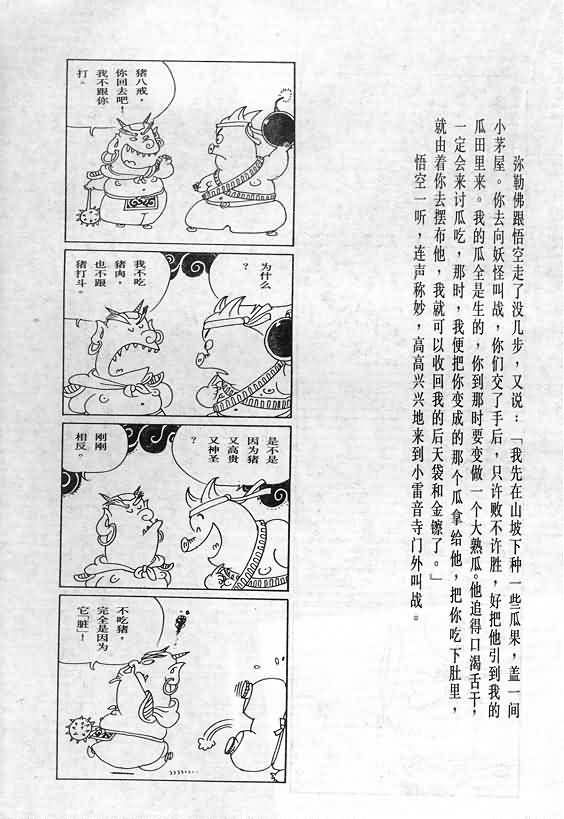 弥勒佛跟悟空走了没几步，又说：「我先在山坡下种一些瓜果，盖一间
小茅屋。你去向妖怪叫战，你们交了手后，只许败不许胜，好把他引到我的
瓜田里来。我的瓜全是生的，你到那时要变做一个大熟瓜。他追得口渴舌干，
一定会来讨瓜吃，那时，我便把你变成的那个瓜拿给他，把你吃下肚里，
就由着你去摆布他，我就可以收回我的后天袋和金镲了。」
悟空一听，连声称妙，高高兴兴地来到小雷音寺门外叫战。
猪八戒，
你回去吧！
我不跟你
打。
为什么
？
我不吃
猪肉，
也不跟
猪打斗。
是不是
因为猪
又高贵
又神圣
？
刚刚
相反。
不吃猪，
完全是因为
它「脏」！